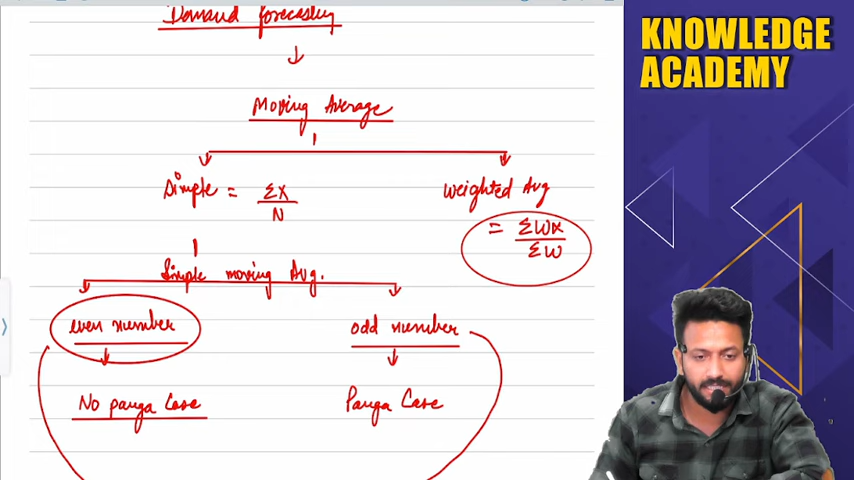 Demand forecasting
Moving Average
Simple = ΣX
N
Weighted Avg
= ΣWX
ΣW
Simple moving Avg.
even number
odd number
No panga Case
Panga Case
KNOWLEDGE
ACADEMY